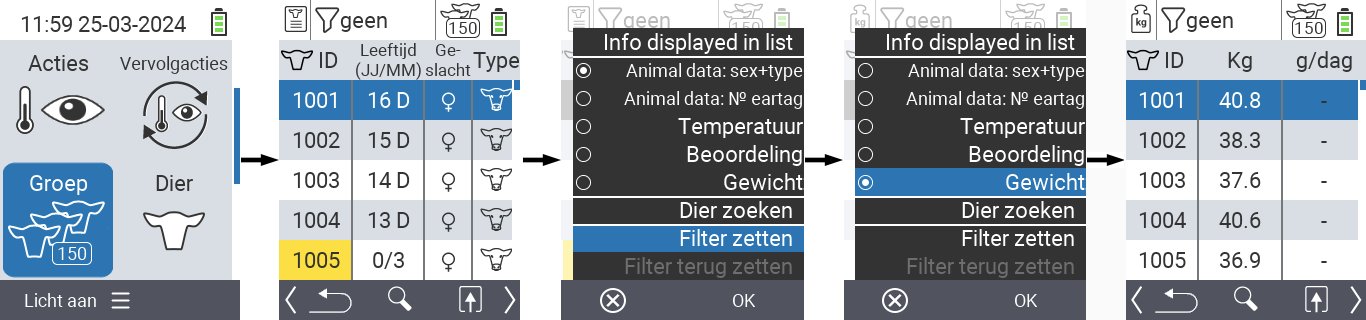 11:59 25-03-2024
Acties
Vervolgacties
Groep
150
Dier
Licht aan
geen
150
ID
Leeftijd
(JJ/MM)
Ge-
slacht
Type
1001 16 D
1002 15 D
1003 14 D
1004 13 D
1005 0/3
geen
150
Info displayed in list
Animal data: sex+type
Animal data: № eartag
Temperatuur
Beoordeling
Gewicht
Dier zoeken
Filter zetten
Filter terug zetten
OK
kg
geen
150
Info displayed in list
Animal data: sex+type
Animal data: № eartag
Temperatuur
Beoordeling
Gewicht
Dier zoeken
Filter zetten
Filter terug zetten
OK
kg
geen
150
ID Kg g/dag
1001 40.8 -
1002 38.3 -
1003 37.6 -
1004 40.6 -
1005 36.9 -